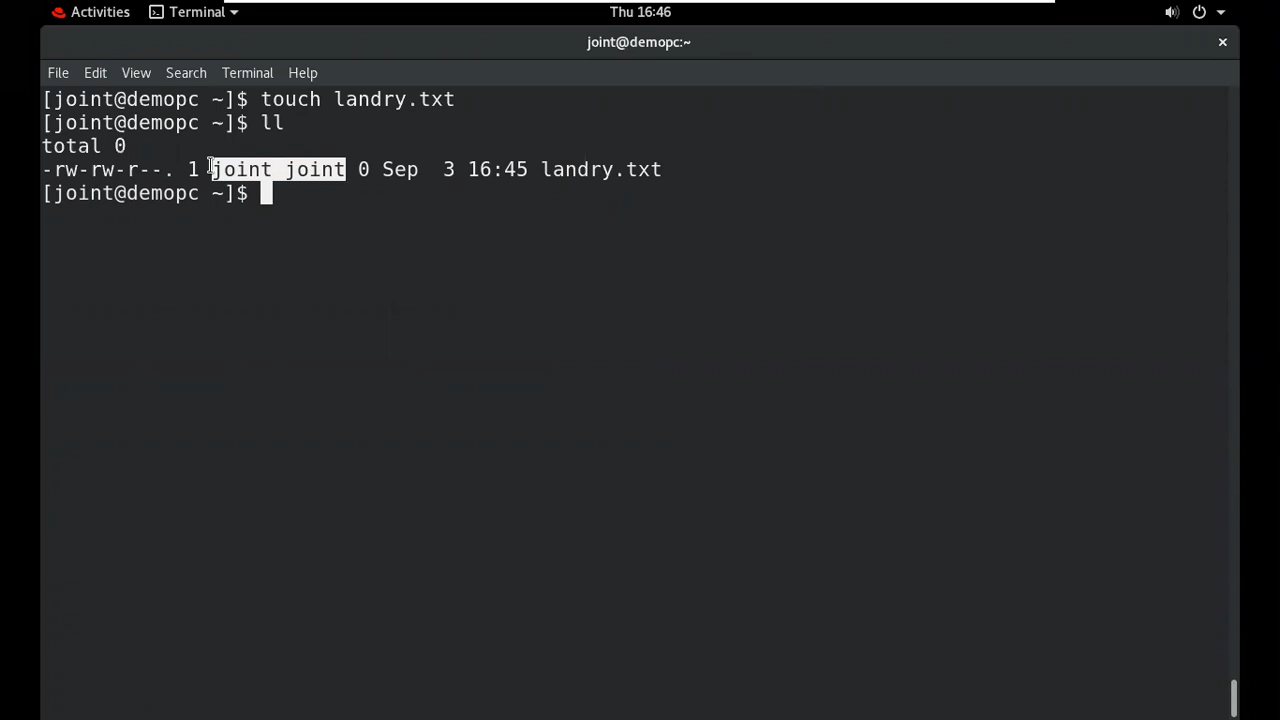 Activities Terminal Thu 16:46
joint@demopc:~
File Edit View Search Terminal Help
[joint@demopc ~]$ touch landry.txt
[joint@demopc ~]$ ll
total 0
-rw-rw-r--. 1 joint joint 0 Sep  3 16:45 landry.txt
[joint@demopc ~]$